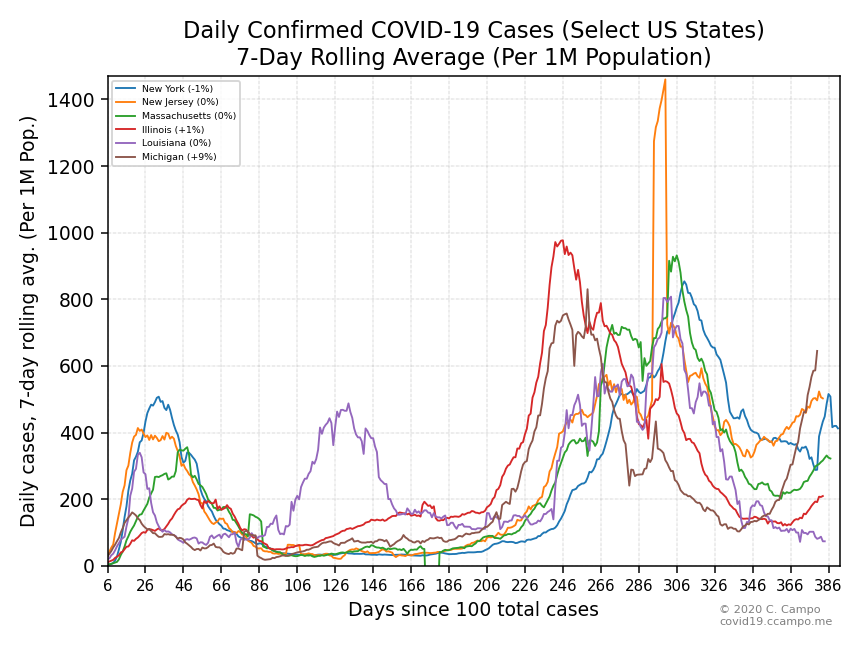 Daily Confirmed COVID-19 Cases (Select US States)
7-Day Rolling Average (Per 1M Population)
Daily cases, 7-day rolling avg. (Per 1M Pop.)
1400
1200
1000
800
600
400
200
0
New York (-1%)
New Jersey (0%)
Massachusetts (0%)
Illinois (+1%)
Louisiana (0%)
Michigan (+9%)
6 26 46 66 86 106 126 146 166 186 206 226 246 266 286 306 326 346 366 386
Days since 100 total cases
© 2020 C. Campo
covid19.ccampo.me